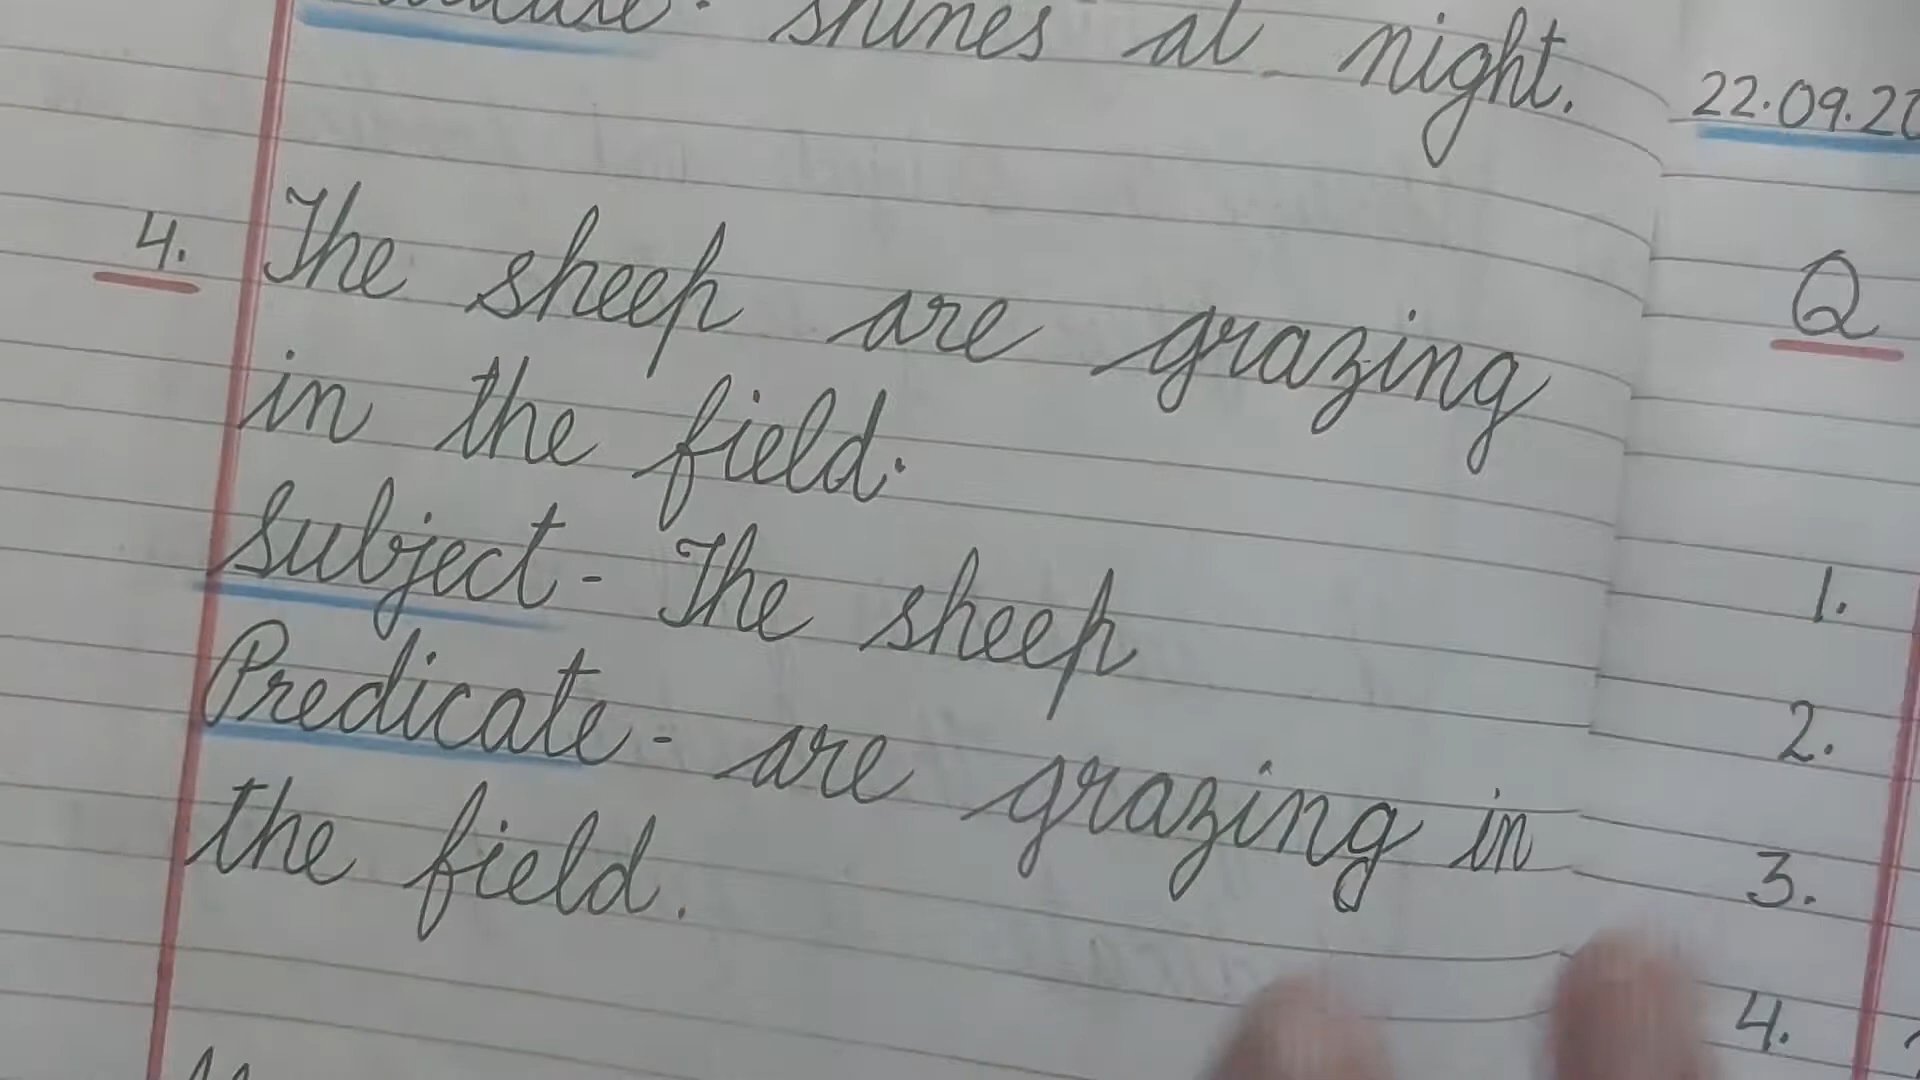 shines at night.
4. The sheep are grazing
in the field.
Subject - The sheep
Predicate - are grazing in
the field.
22.09.20
Q
1.
2.
3.
4.